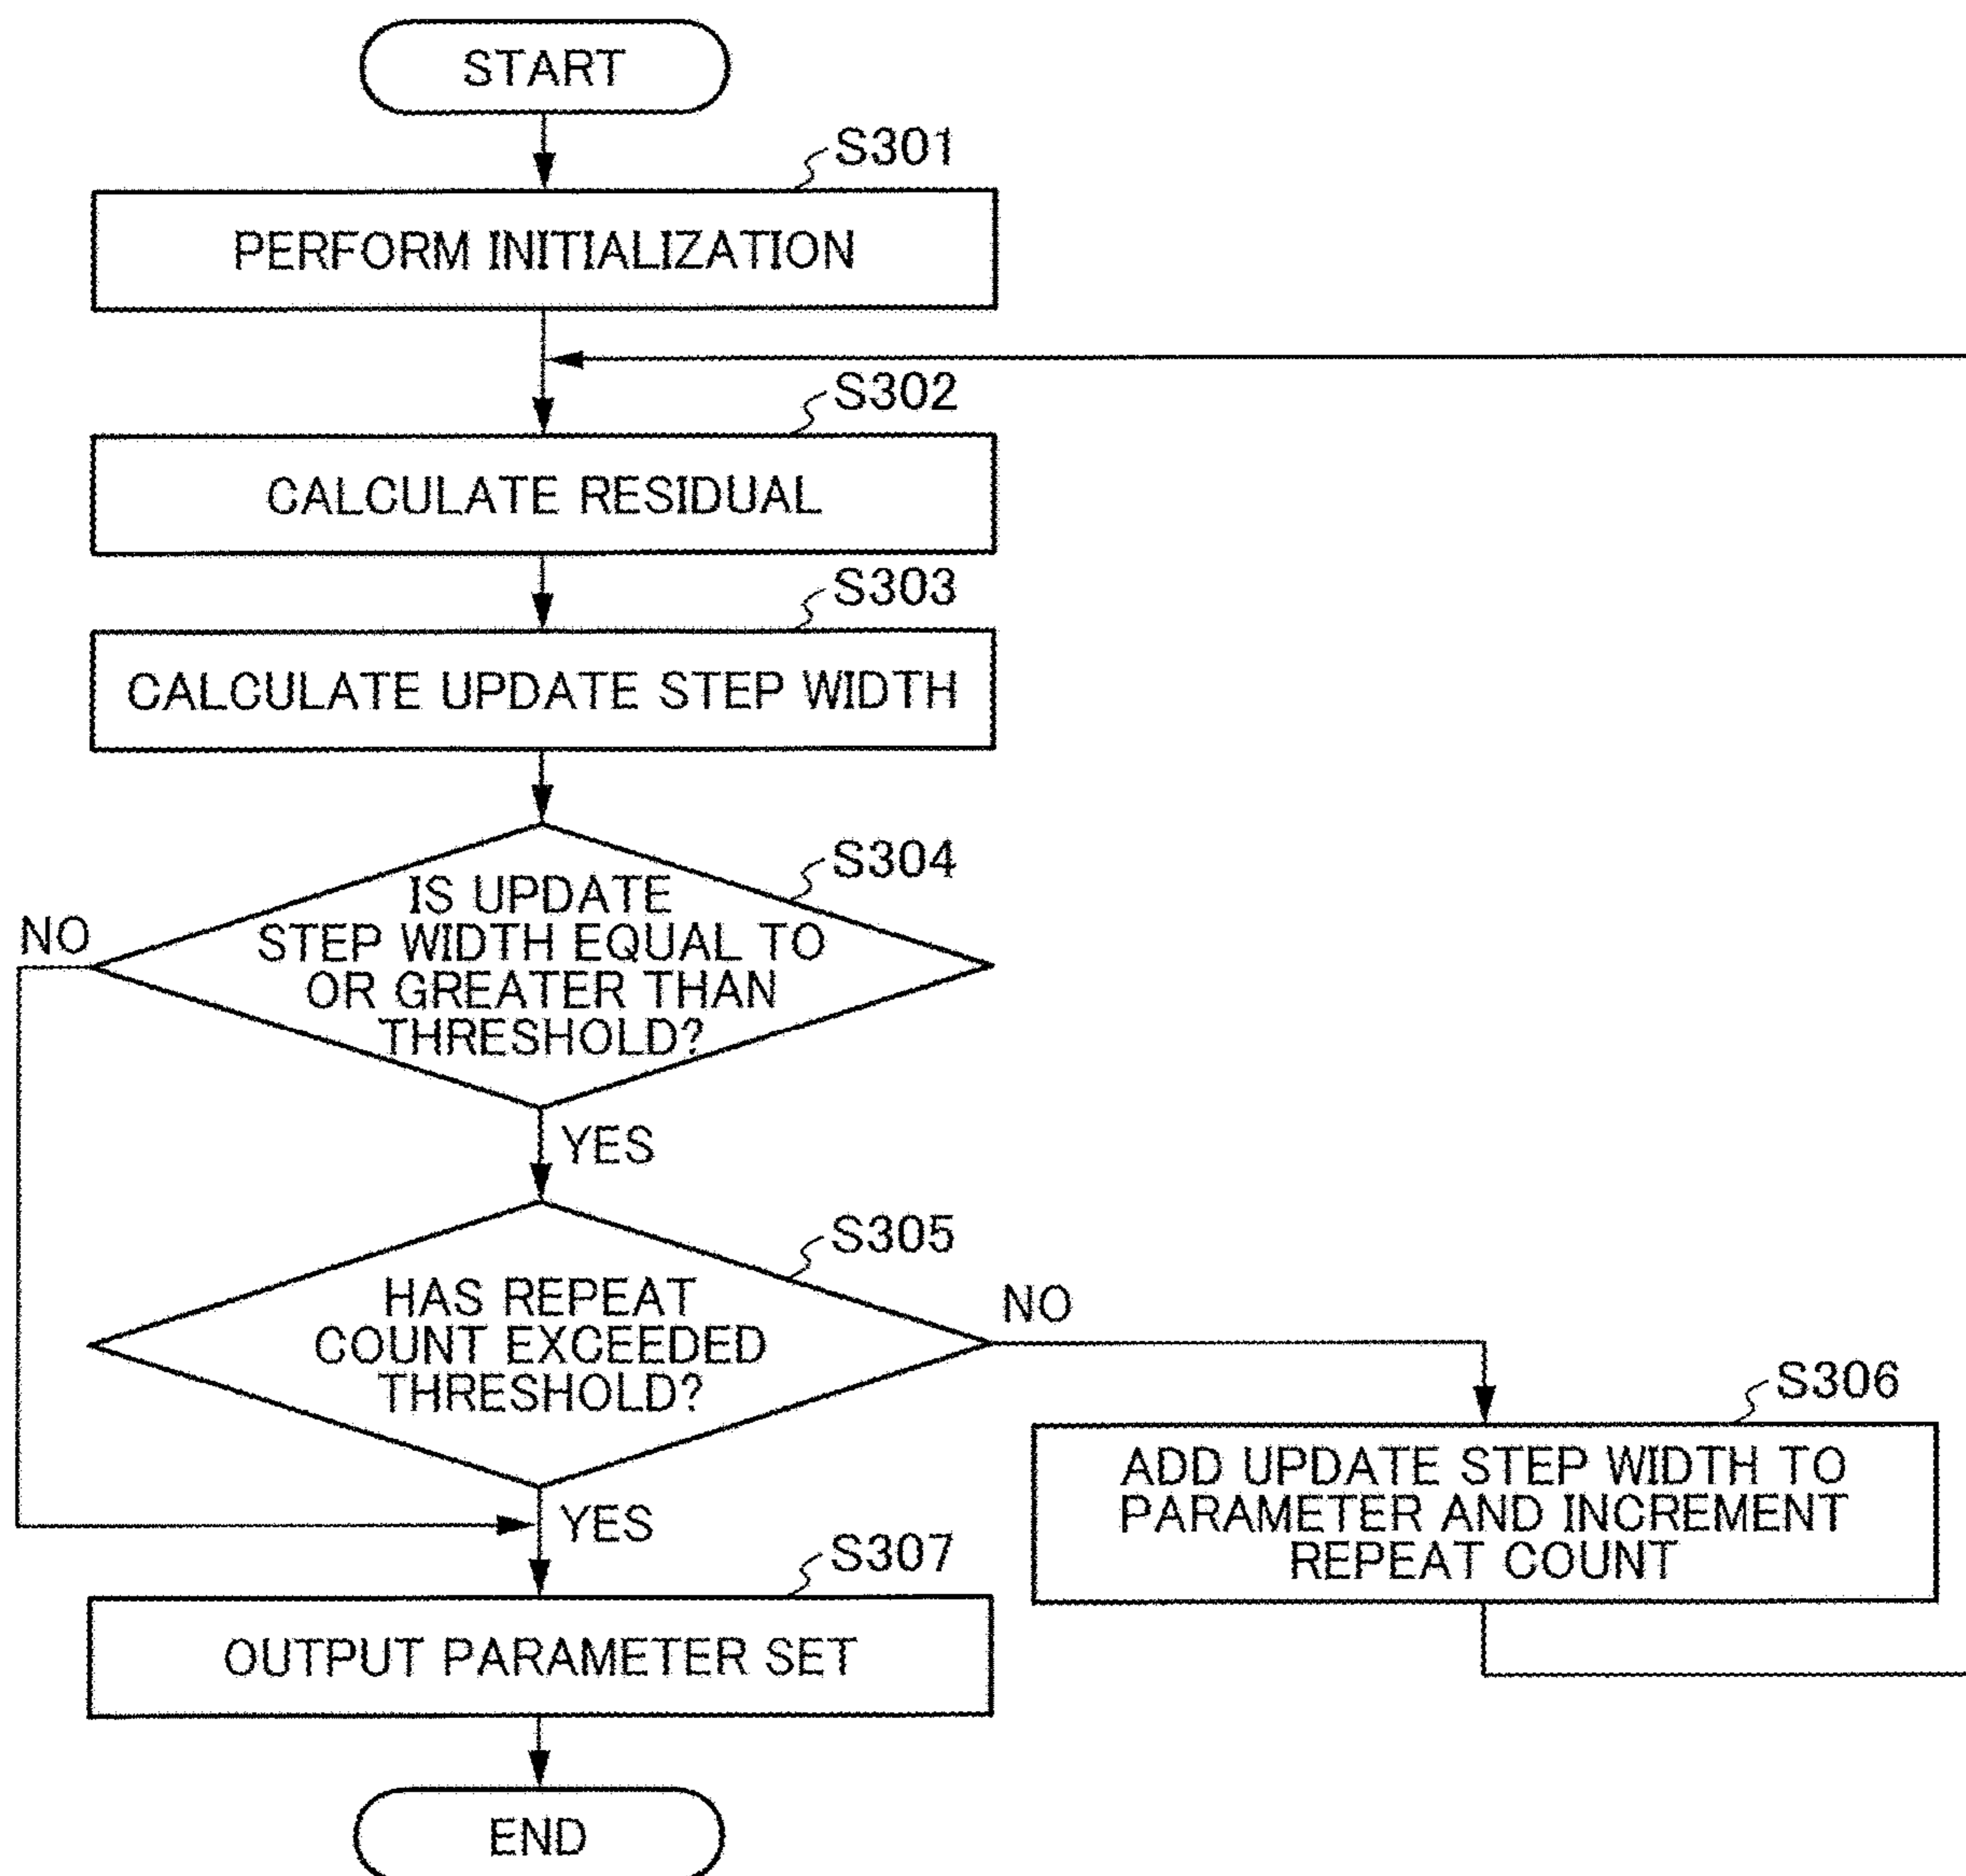 START
S301
PERFORM INITIALIZATION
S302
CALCULATE RESIDUAL
S303
CALCULATE UPDATE STEP WIDTH
S304
IS UPDATE
STEP WIDTH EQUAL TO
OR GREATER THAN
THRESHOLD?
NO
YES
S305
HAS REPEAT
COUNT EXCEEDED
THRESHOLD?
NO
S306
ADD UPDATE STEP WIDTH TO
PARAMETER AND INCREMENT
REPEAT COUNT
YES
S307
OUTPUT PARAMETER SET
END